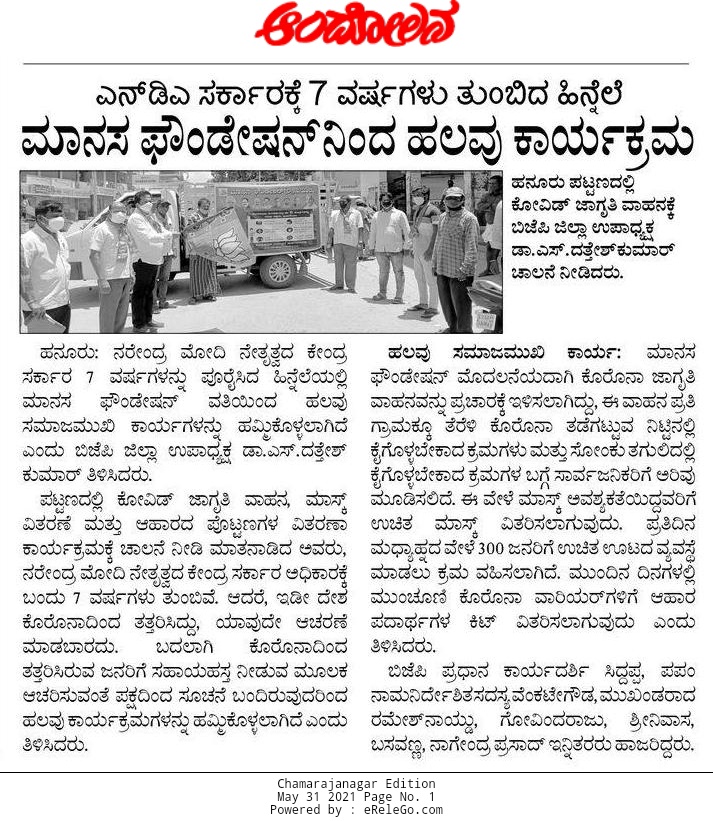 ಆಂದೋಲನ
ಎನ್‌ಡಿಎ ಸರ್ಕಾರಕ್ಕೆ 7 ವರ್ಷಗಳು ತುಂಬಿದ ಹಿನ್ನೆಲೆ
ಮಾನಸ ಫೌಂಡೇಷನ್‌ನಿಂದ ಹಲವು ಕಾರ್ಯಕ್ರಮ
ಹನೂರು ಪಟ್ಟಣದಲ್ಲಿ
ಕೋವಿಡ್ ಜಾಗೃತಿ ವಾಹನಕ್ಕೆ
ಬಿಜೆಪಿ ಜಿಲ್ಲಾ ಉಪಾಧ್ಯಕ್ಷ
ಡಾ.ಎಸ್.ದತ್ತೇಶ್‌ಕುಮಾರ್
ಚಾಲನೆ ನೀಡಿದರು.
ಹನೂರು: ನರೇಂದ್ರ ಮೋದಿ ನೇತೃತ್ವದ ಕೇಂದ್ರ
ಸರ್ಕಾರ 7 ವರ್ಷಗಳನ್ನು ಪೂರೈಸಿದ ಹಿನ್ನೆಲೆಯಲ್ಲಿ
ಮಾನಸ ಫೌಂಡೇಷನ್ ವತಿಯಿಂದ ಹಲವು
ಸಮಾಜಮುಖಿ ಕಾರ್ಯಗಳನ್ನು ಹಮ್ಮಿಕೊಳ್ಳಲಾಗಿದೆ
ಎಂದು ಬಿಜೆಪಿ ಜಿಲ್ಲಾ ಉಪಾಧ್ಯಕ್ಷ ಡಾ.ಎಸ್.ದತ್ತೇಶ್
ಕುಮಾರ್ ತಿಳಿಸಿದರು.
ಪಟ್ಟಣದಲ್ಲಿ ಕೋವಿಡ್ ಜಾಗೃತಿ ವಾಹನ, ಮಾಸ್ಕ್
ವಿತರಣೆ ಮತ್ತು ಆಹಾರದ ಪೊಟ್ಟಣಗಳ ವಿತರಣಾ
ಕಾರ್ಯಕ್ರಮಕ್ಕೆ ಚಾಲನೆ ನೀಡಿ ಮಾತನಾಡಿದ ಅವರು,
ನರೇಂದ್ರ ಮೋದಿ ನೇತೃತ್ವದ ಕೇಂದ್ರ ಸರ್ಕಾರ ಅಧಿಕಾರಕ್ಕೆ
ಬಂದು 7 ವರ್ಷಗಳು ತುಂಬಿವೆ. ಆದರೆ, ಇಡೀ ದೇಶ
ಕೊರೊನಾದಿಂದ ತತ್ತರಿಸಿದ್ದು, ಯಾವುದೇ ಆಚರಣೆ
ಮಾಡಬಾರದು. ಬದಲಾಗಿ ಕೊರೊನಾದಿಂದ
ತತ್ತರಿಸಿರುವ ಜನರಿಗೆ ಸಹಾಯಹಸ್ತ ನೀಡುವ ಮೂಲಕ
ಆಚರಿಸುವಂತೆ ಪಕ್ಷದಿಂದ ಸೂಚನೆ ಬಂದಿರುವುದರಿಂದ
ಹಲವು ಕಾರ್ಯಕ್ರಮಗಳನ್ನು ಹಮ್ಮಿಕೊಳ್ಳಲಾಗಿದೆ ಎಂದು
ತಿಳಿಸಿದರು.
ಹಲವು ಸಮಾಜಮುಖಿ ಕಾರ್ಯ: ಮಾನಸ
ಫೌಂಡೇಷನ್ ಮೊದಲನೆಯದಾಗಿ ಕೊರೊನಾ ಜಾಗೃತಿ
ವಾಹನವನ್ನು ಪ್ರಚಾರಕ್ಕೆ ಇಳಿಸಲಾಗಿದ್ದು, ಈ ವಾಹನ ಪ್ರತಿ
ಗ್ರಾಮಕ್ಕೂ ತೆರೆಳಿ ಕೊರೊನಾ ತಡೆಗಟ್ಟುವ ನಿಟ್ಟಿನಲ್ಲಿ
ಕೈಗೊಳ್ಳಬೇಕಾದ ಕ್ರಮಗಳು ಮತ್ತು ಸೋಂಕು ತಗುಲಿದಲ್ಲಿ
ಕೈಗೊಳ್ಳಬೇಕಾದ ಕ್ರಮಗಳ ಬಗ್ಗೆ ಸಾರ್ವಜನಿಕರಿಗೆ ಅರಿವು
ಮೂಡಿಸಲಿದೆ. ಈ ವೇಳೆ ಮಾಸ್ಕ್ ಅವಶ್ಯಕತೆಯಿದ್ದವರಿಗೆ
ಉಚಿತ ಮಾಸ್ಕ್ ವಿತರಿಸಲಾಗುವುದು. ಪ್ರತಿದಿನ
ಮಧ್ಯಾಹ್ನದ ವೇಳೆ 300 ಜನರಿಗೆ ಉಚಿತ ಊಟದ ವ್ಯವಸ್ಥೆ
ಮಾಡಲು ಕ್ರಮ ವಹಿಸಲಾಗಿದೆ. ಮುಂದಿನ ದಿನಗಳಲ್ಲಿ
ಮುಂಚೂಣಿ ಕೊರೊನಾ ವಾರಿಯರ್‌ಗಳಿಗೆ ಆಹಾರ
ಪದಾರ್ಥಗಳ ಕಿಟ್ ವಿತರಿಸಲಾಗುವುದು ಎಂದು
ತಿಳಿಸಿದರು.
ಬಿಜೆಪಿ ಪ್ರಧಾನ ಕಾರ್ಯದರ್ಶಿ ಸಿದ್ದಪ್ಪ, ಪಪಂ
ನಾಮನಿರ್ದೇಶಿತಸದಸ್ಯ ವೆಂಕಟೇಗೌಡ, ಮುಖಂಡರಾದ
ರಮೇಶ್‌ನಾಯ್ಡು, ಗೋವಿಂದರಾಜು, ಶ್ರೀನಿವಾಸ,
ಬಸವಣ್ಣ, ನಾಗೇಂದ್ರ ಪ್ರಸಾದ್ ಇನ್ನಿತರರು ಹಾಜರಿದ್ದರು.
Chamarajanagar Edition
May 31 2021 Page No. 1
Powered by : eReleGo.com